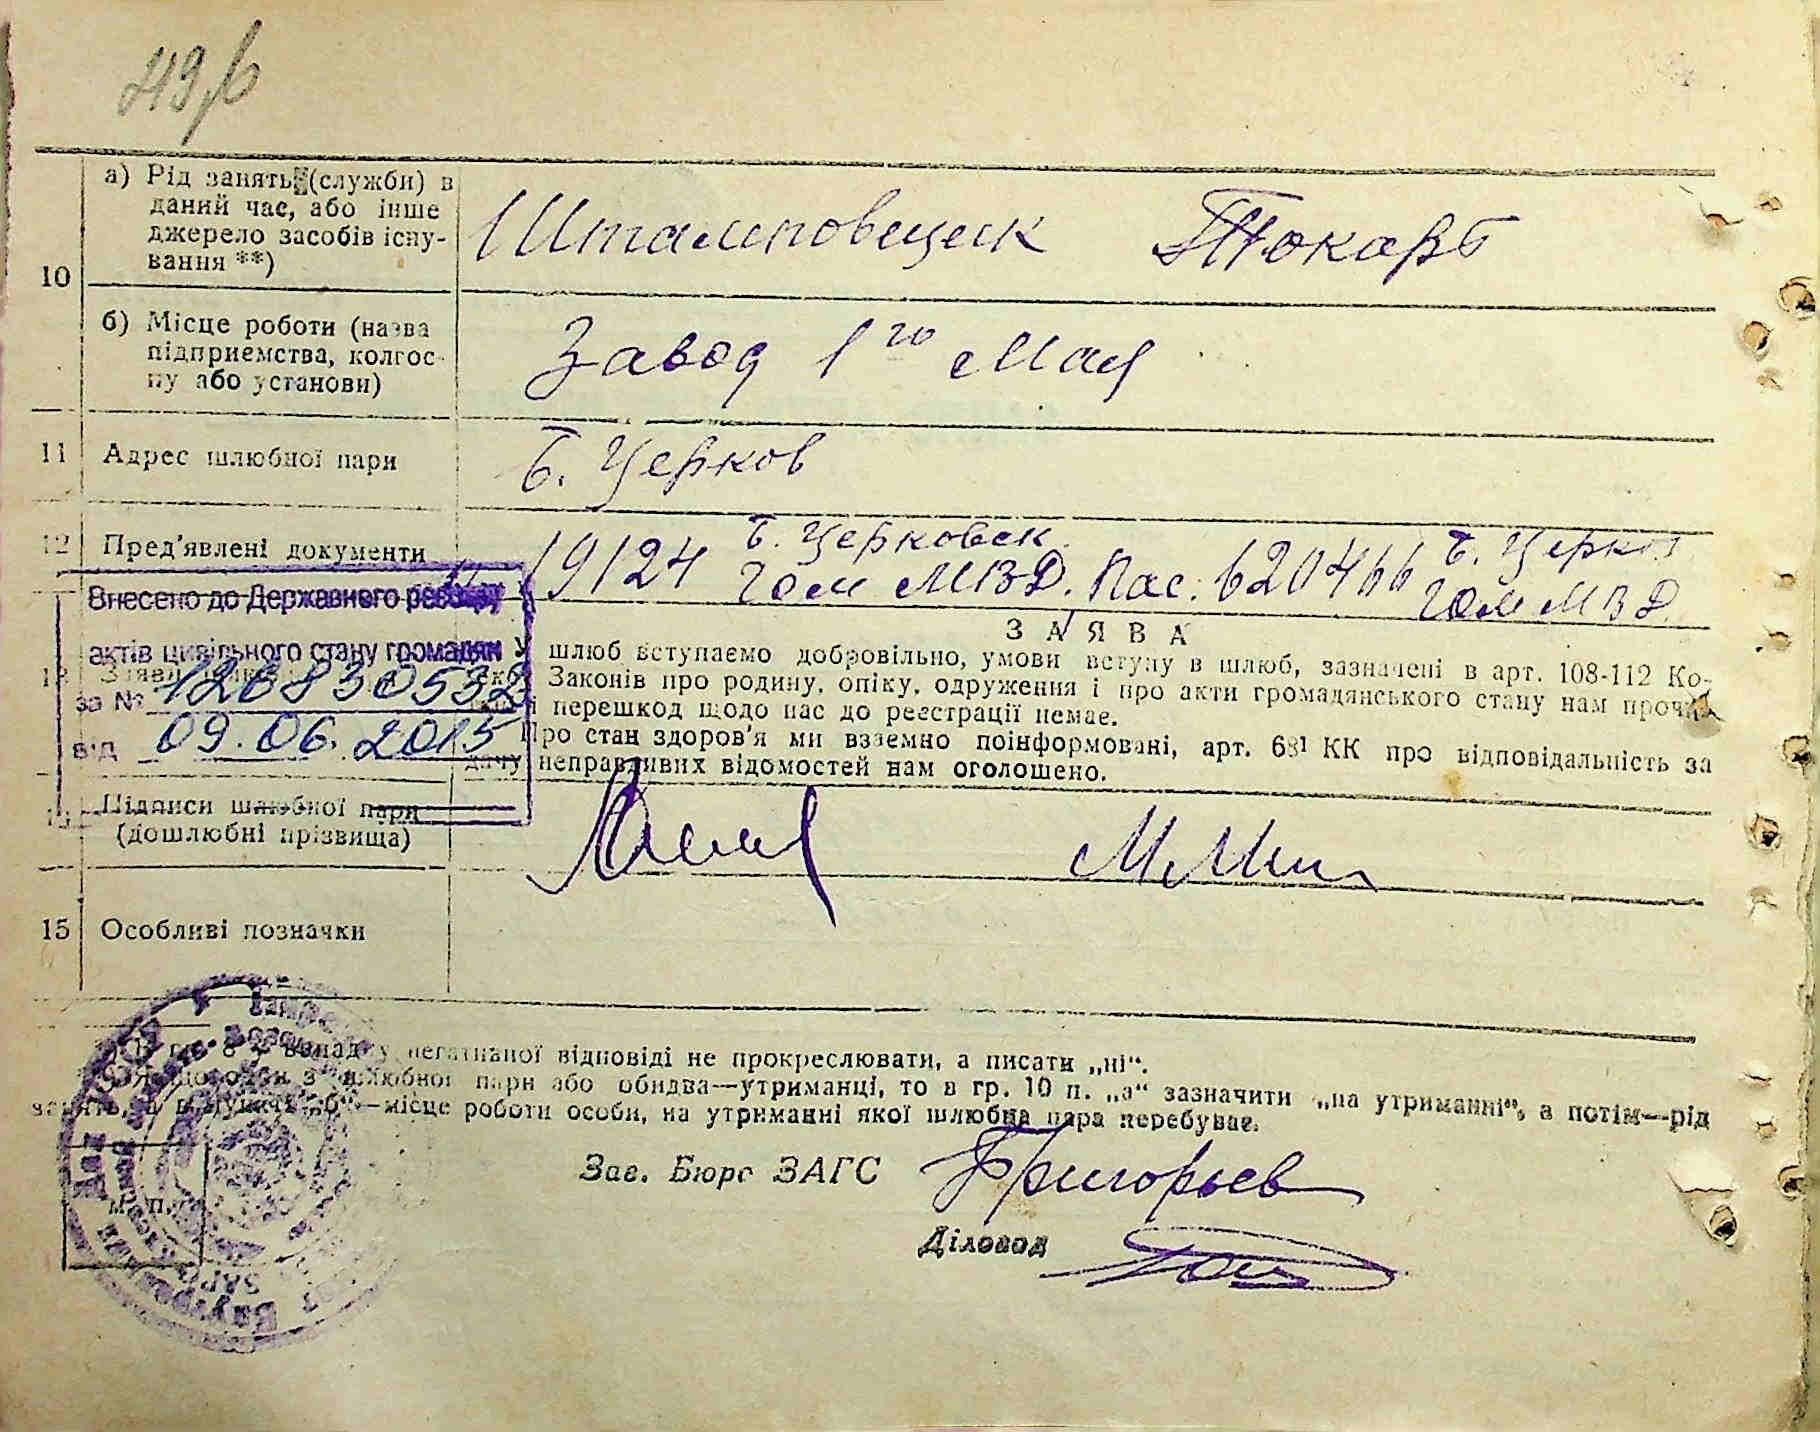 10
а) Рід занять (служби) в
даний час, або інше
джерело засобів існу-
вання **)
Штамповщик Токарь
б) Місце роботи (назва
підприємства, колгос-
пу або установи)
Завод 1го Мая
11 Адрес шлюбної пари
Б. Церков
12 Пред'явлені документи
19124 Б. Церковск.
ГОМ МВД. Пас. 620466 Б. Церков
ГОМ МВД
Внесено до Державного реєстру
актів цивільного стану громадян
за №
від 09.06.2015
ЗАЯВА
У шлюб вступаємо добровільно, умови вступу в шлюб, зазначені в арт. 108-112 Ко-
Законів про родину, опіку, одруження і про акти громадянського стану нам прочи-
перешкод щодо нас до реєстрації немає.
Про стан здоров'я ми взаємно поінформовані, арт. 68¹ КК про відповідальність за
дачу неправдивих відомостей нам оголошено.
Підписи шлюбної пари
(дошлюбні прізвища)
15 Особливі позначки
негативної відповіді не прокреслювати, а писати „ні“.
з шлюбної пари або обидва—утриманці, то в гр. 10 п. „а“ зазначити „на утриманні“, а потім—рід
—місце роботи особи, на утриманні якої шлюбна пара перебуває.
Зав. Бюро ЗАГС Григорьев
м. п.
Діловод